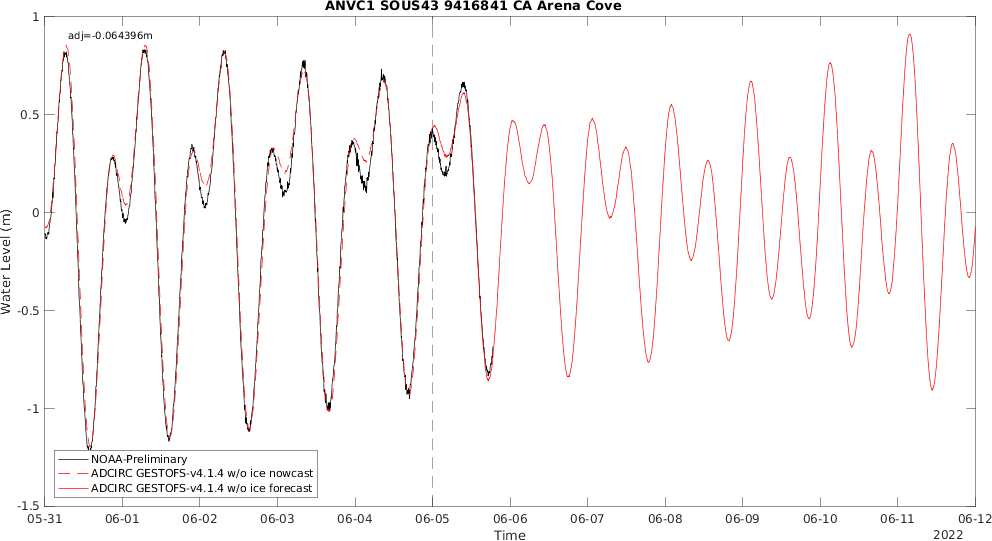 ANVC1 SOUS43 9416841 CA Arena Cove
adj=-0.064396m
1
0.5
0
-0.5
-1
-1.5
Water Level (m)
NOAA-Preliminary
ADCIRC GESTOFS-v4.1.4 w/o ice nowcast
ADCIRC GESTOFS-v4.1.4 w/o ice forecast
05-31 06-01 06-02 06-03 06-04 06-05 06-06 06-07 06-08 06-09 06-10 06-11 06-12
Time
2022